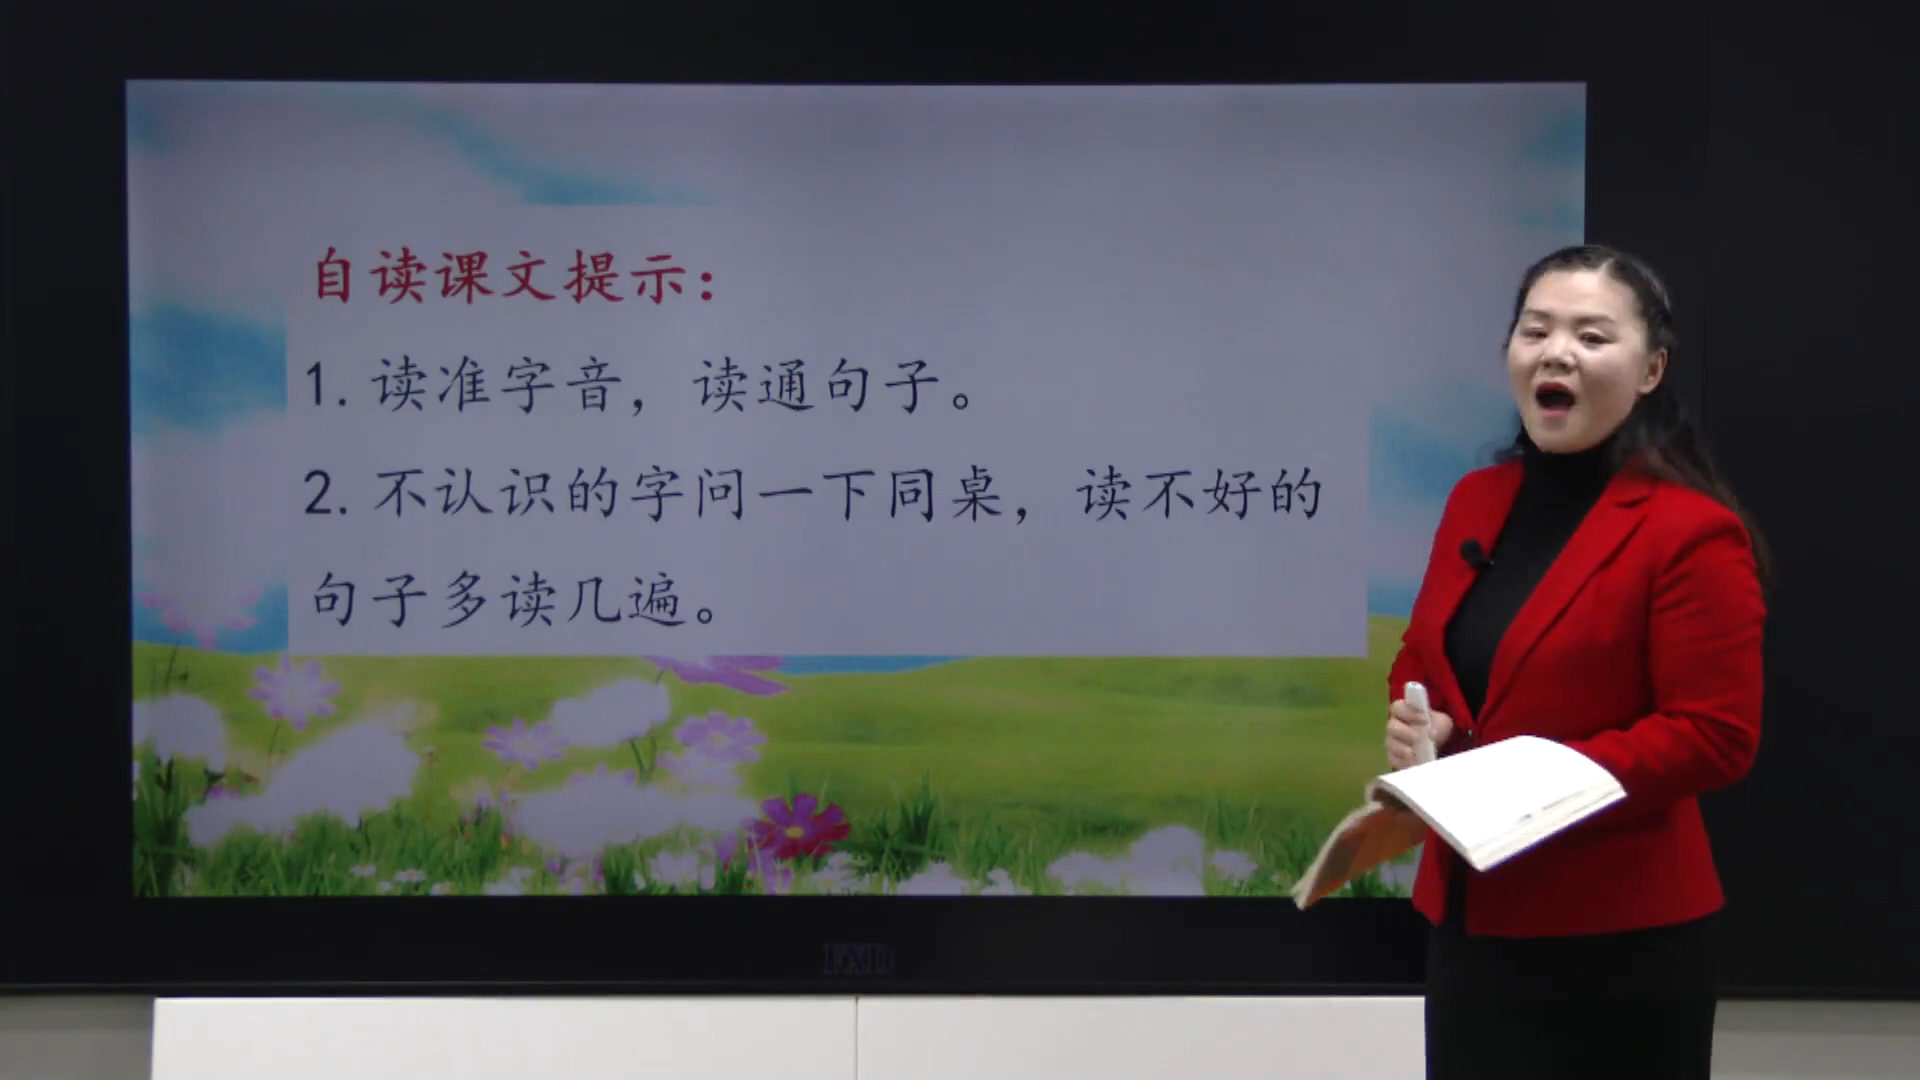 自读课文提示：
1. 读准字音，读通句子。
2. 不认识的字问一下同桌，读不好的
句子多读几遍。